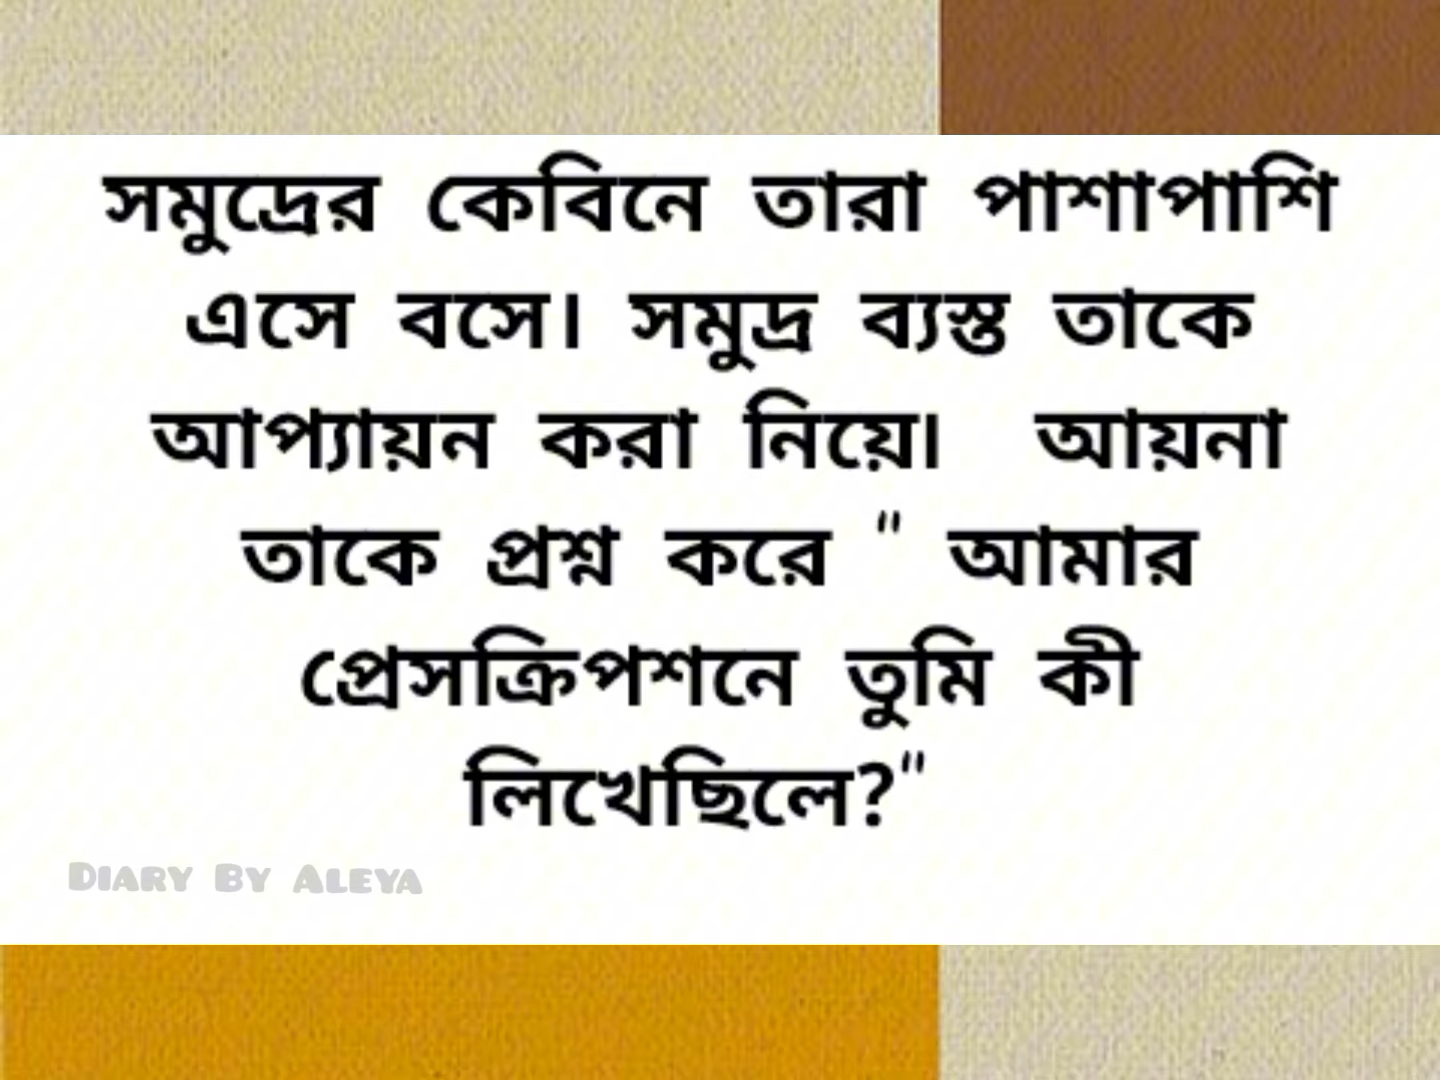 সমুদ্রের কেবিনে তারা পাশাপাশি
এসে বসে। সমুদ্র ব্যস্ত তাকে
আপ্যায়ন করা নিয়ে। আয়না
তাকে প্রশ্ন করে " আমার
প্রেসক্রিপশনে তুমি কী
লিখেছিলে?"
DIARY BY ALEYA